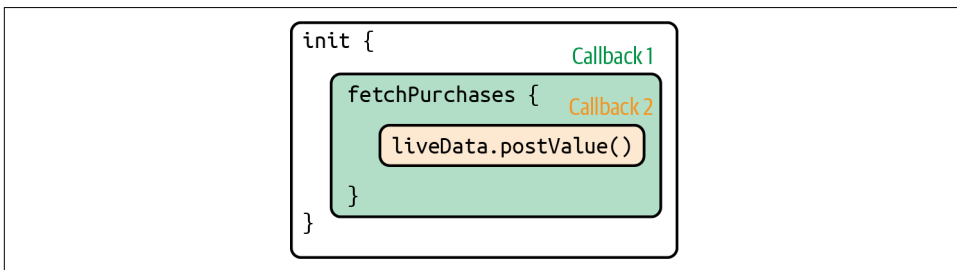 init {
Callback 1
fetchPurchases {
Callback 2
liveData.postValue()
}
}